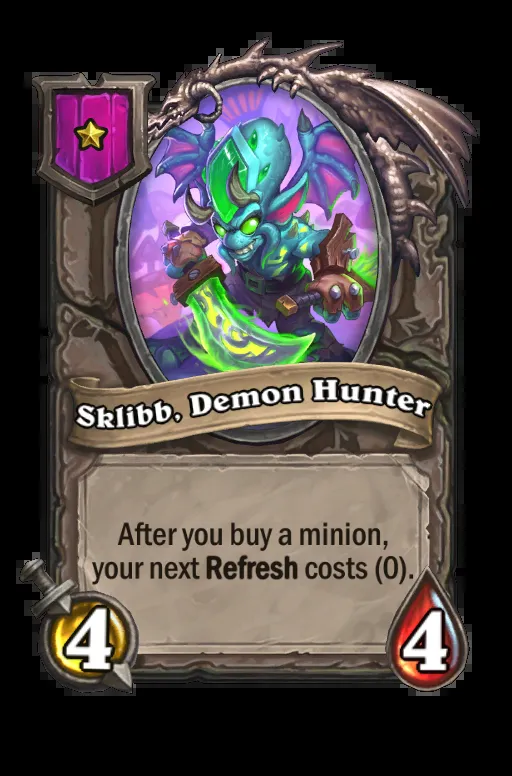 Sklibb, Demon Hunter
After you buy a minion,
your next Refresh costs (0).
4
4